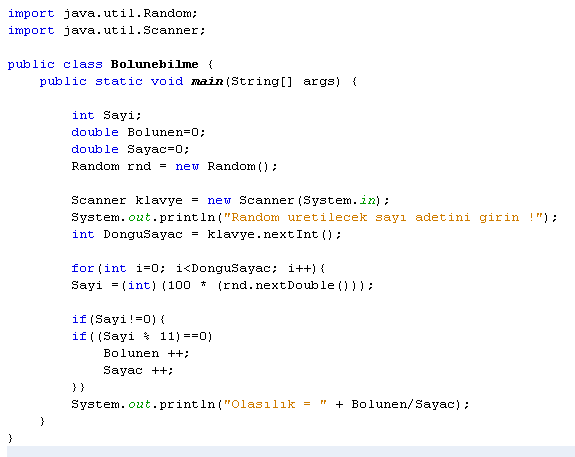 import java.util.Random;
import java.util.Scanner;
public class Bolunebilme {
public static void main(String[] args) {
int Sayi;
double Bolunen=0;
double Sayac=0;
Random rnd = new Random();
Scanner klavye = new Scanner(System.in);
System.out.println("Random uretilecek sayı adetini girin !");
int DonguSayac = klavye.nextInt();
for(int i=0; i<DonguSayac; i++){
Sayi =(int)(100 * (rnd.nextDouble()));
if(Sayi!=0){
if((Sayi % 11)==0)
Bolunen ++;
Sayac ++;
}}
System.out.println("Olasılık = " + Bolunen/Sayac);
}
}